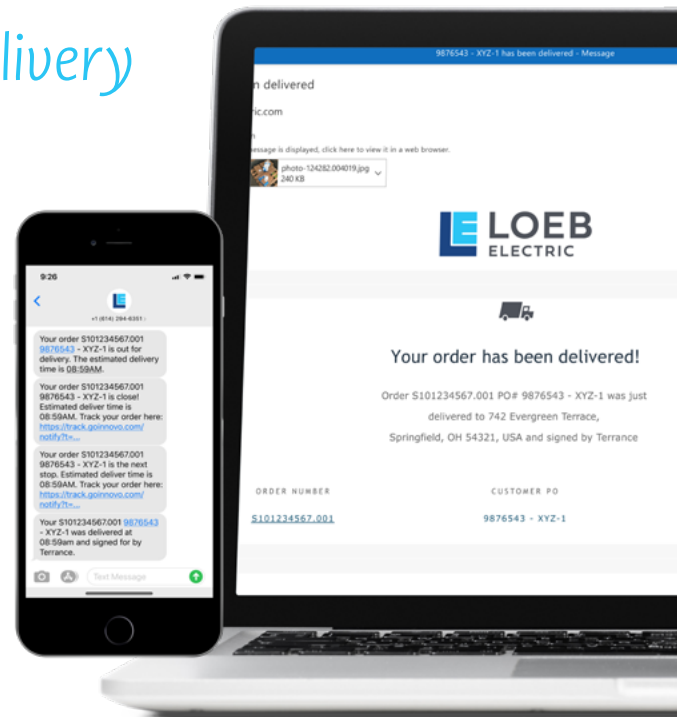 livery
9876543 - XYZ-1 has been delivered - Message
n delivered
ric.com
n
essage is displayed, click here to view it in a web browser.
photo-124282.004019.jpg
240 KB
LE LOEB
ELECTRIC
Your order has been delivered!
Order S101234567.001 PO# 9876543 - XYZ-1 was just
delivered to 742 Evergreen Terrace,
Springfield, OH 54321, USA and signed by Terrance
ORDER NUMBER
CUSTOMER PO
S101234567.001
9876543 - XYZ-1
9:26
LE
+1 (614) 294-6351
Your order S101234567.001
9876543 - XYZ-1 is out for
delivery. The estimated delivery
time is 08:59AM.
Your order S101234567.001
9876543 - XYZ-1 is close!
Estimated deliver time is
08:59AM. Track your order here:
https://track.goinnovo.com/
notify?t=...
Your order S101234567.001
9876543 - XYZ-1 is the next
stop. Estimated deliver time is
08:59AM. Track your order here:
https://track.goinnovo.com/
notify?t=...
Your S101234567.001 9876543
- XYZ-1 was delivered at
08:59am and signed for by
Terrance.
Text Message